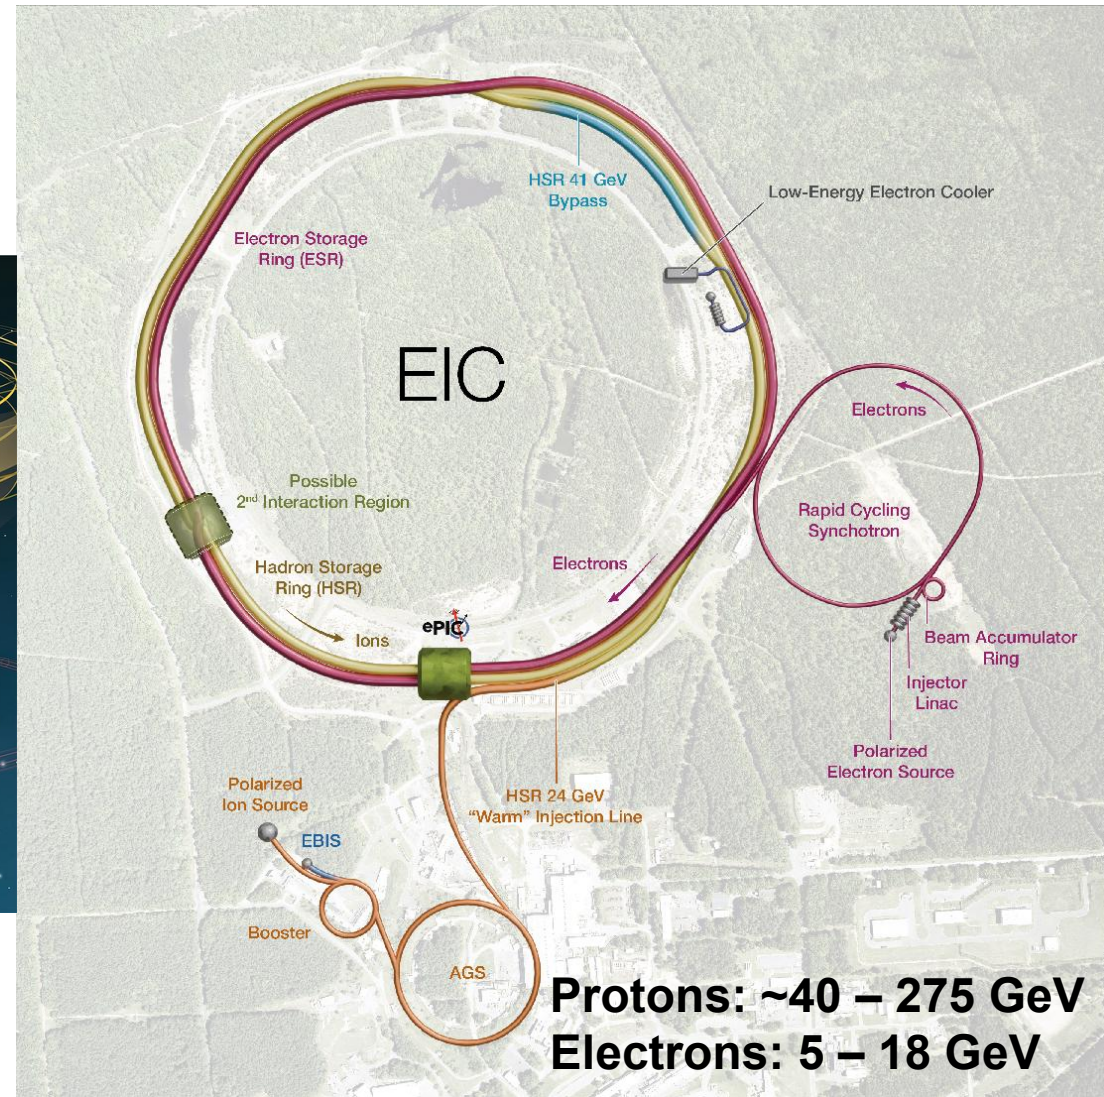 HSR 41 GeV
Bypass
Low-Energy Electron Cooler
Electron Storage
Ring (ESR)
EIC
Electrons
Possible
2nd Interaction Region
Rapid Cycling
Synchotron
Hadron Storage
Ring (HSR)
Electrons
Ions
ePIC
Beam Accumulator
Ring
Injector
Linac
Polarized
Electron Source
Polarized
Ion Source
HSR 24 GeV
"Warm" Injection Line
EBIS
Booster
AGS
Protons: ~40 – 275 GeV
Electrons: 5 – 18 GeV